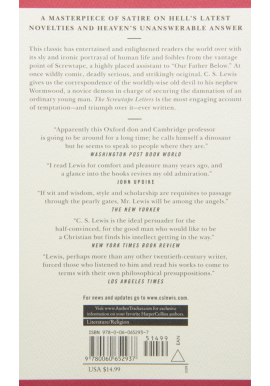 A MASTERPIECE OF SATIRE ON HELL'S LATEST
NOVELTIES AND HEAVEN'S UNANSWERABLE ANSWER
This classic has entertained and enlightened readers the world over with
its sly and ironic portrayal of human life and foibles from the vantage
point of Screwtape, a highly placed assistant to "Our Father Below." At
once wildly comic, deadly serious, and strikingly original, C. S. Lewis
gives us the correspondence of the worldly-wise old devil to his nephew
Wormwood, a novice demon in charge of securing the damnation of an
ordinary young man. The Screwtape Letters is the most engaging account
of temptation—and triumph over it—ever written.
"Apparently this Oxford don and Cambridge professor
is going to be around for a long time; he calls himself a dinosaur
but he seems to speak to people where they are."
WASHINGTON POST BOOK WORLD
"I read Lewis for comfort and pleasure many years ago, and
a glance into the books revives my old admiration."
JOHN UPDIKE
"If wit and wisdom, style and scholarship are requisites to passage
through the pearly gates, Mr. Lewis will be among the angels."
THE NEW YORKER
"C. S. Lewis is the ideal persuader for the
half-convinced, for the good man who would like to be
a Christian but finds his intellect getting in the way."
NEW YORK TIMES BOOK REVIEW
"Lewis, perhaps more than any other twentieth-century writer,
forced those who listened to him and read his works to come to
terms with their own philosophical presuppositions."
LOS ANGELES TIMES
For news and updates go to www.cslewis.com
Visit www.AuthorTracker.com for exclusive
information on your favorite HarperCollins authors.
Literature/Religion
ISBN 978-0-06-065293-7
51499
9 780060 652937
EAN
USA $14.99